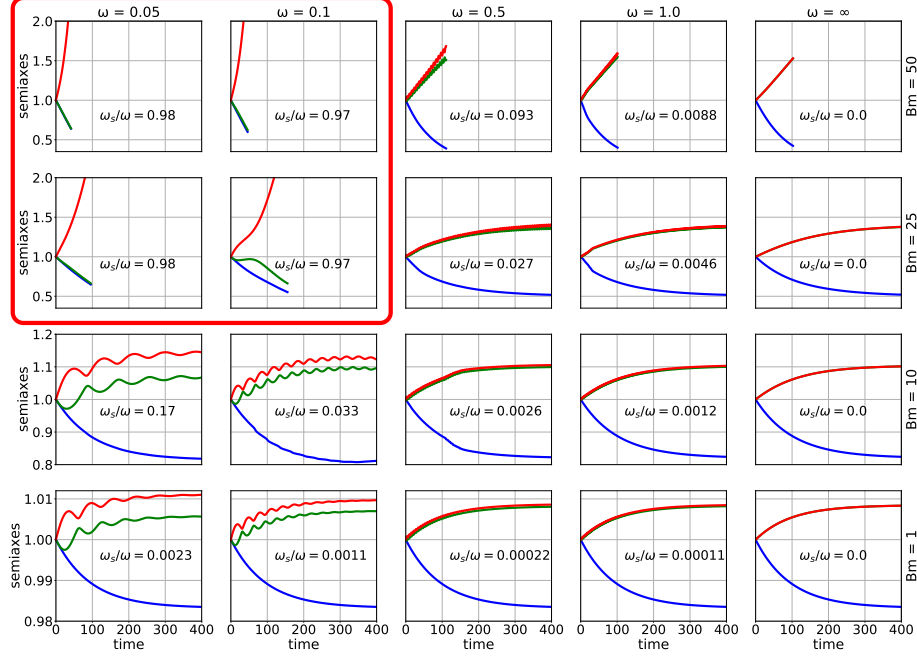 ω = 0.05 ω = 0.1 ω = 0.5 ω = 1.0 ω = ∞
2.0
1.5
1.0
0.5
semiaxes
ωs/ω = 0.98 ωs/ω = 0.97 ωs/ω = 0.093 ωs/ω = 0.0088 ωs/ω = 0.0
Bm = 50
2.0
1.5
1.0
0.5
semiaxes
ωs/ω = 0.98 ωs/ω = 0.97 ωs/ω = 0.027 ωs/ω = 0.0046 ωs/ω = 0.0
Bm = 25
1.2
1.1
1.0
0.9
0.8
semiaxes
ωs/ω = 0.17 ωs/ω = 0.033 ωs/ω = 0.0026 ωs/ω = 0.0012 ωs/ω = 0.0
Bm = 10
1.01
1.00
0.99
0.98
semiaxes
ωs/ω = 0.0023 ωs/ω = 0.0011 ωs/ω = 0.00022 ωs/ω = 0.00011 ωs/ω = 0.0
Bm = 1
0 100 200 300 400 0 100 200 300 400 0 100 200 300 400 0 100 200 300 400 0 100 200 300 400
time time time time time